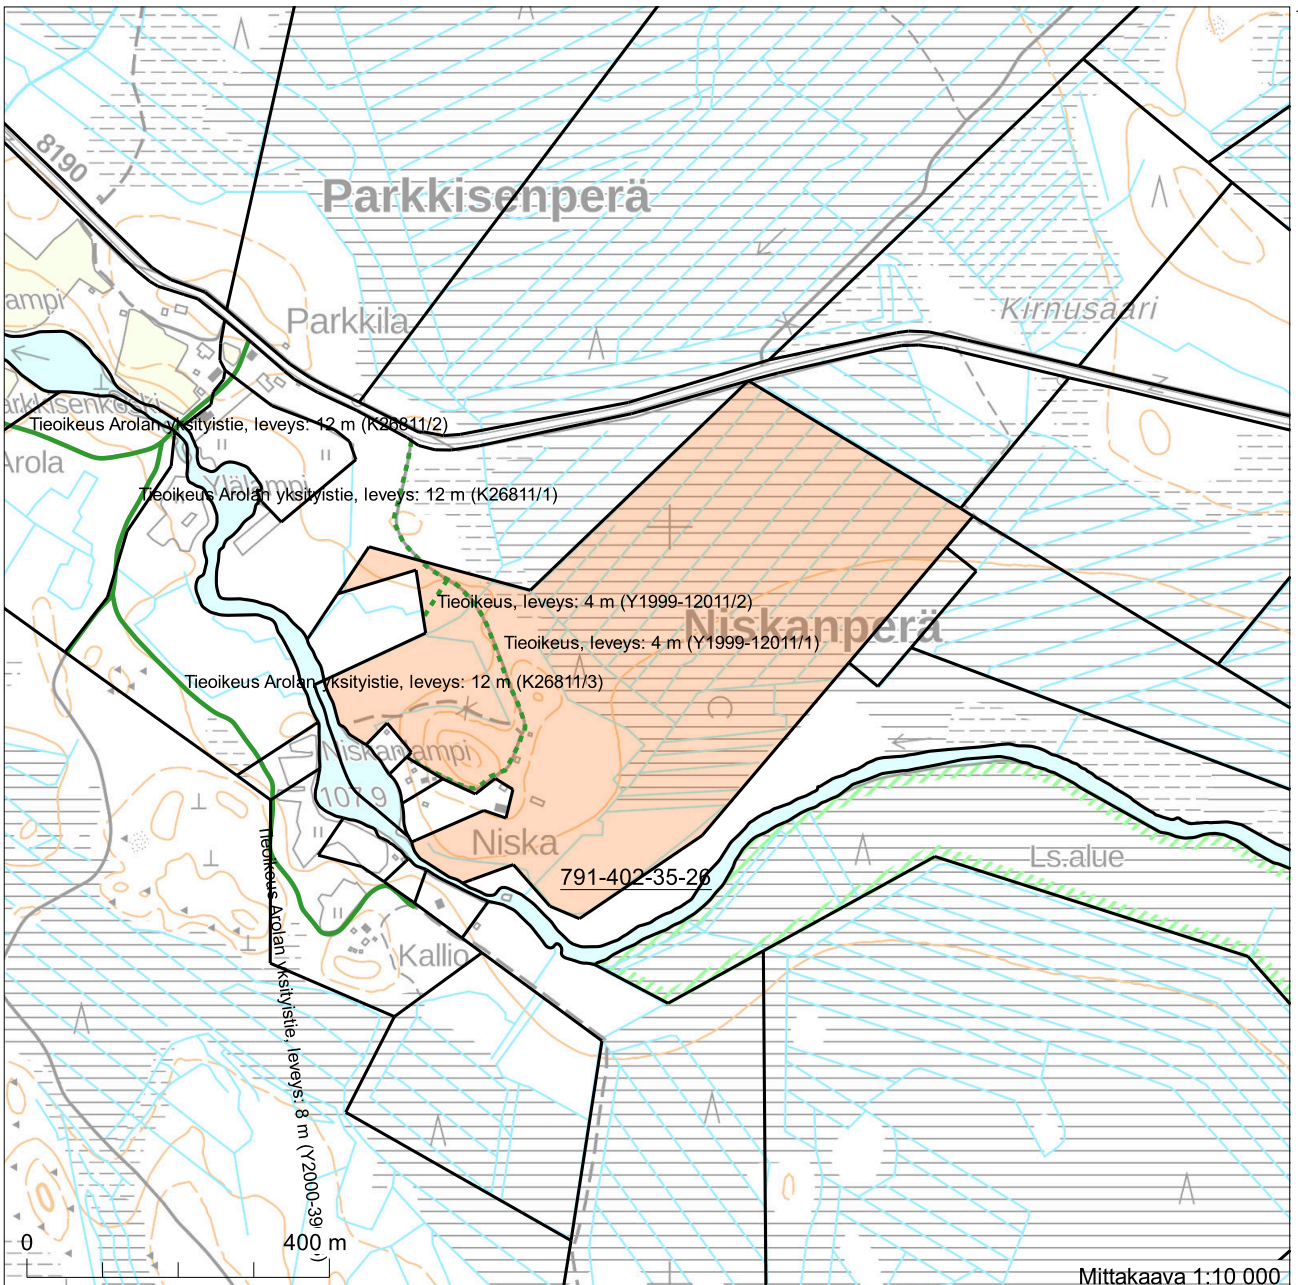 8190
Parkkisenperä
ampi
Parkkila
Kirnusaari
arkkisenkoski
Tieoikeus Arolan yksityistie, leveys: 12 m (K26811/2)
Arola
Ylälampi
Tieoikeus Arolan yksityistie, leveys: 12 m (K26811/1)
Tieoikeus, leveys: 4 m (Y1999-12011/2)
Niskanperä
Tieoikeus, leveys: 4 m (Y1999-12011/1)
Tieoikeus Arolan yksityistie, leveys: 12 m (K26811/3)
Niskanlampi
107.9
Niska
791-402-35-26
Ls.alue
Tieoikeus Arolan yksityistie, leveys: 8 m (Y2000-39
Kallio
0
400 m
Mittakaava 1:10 000